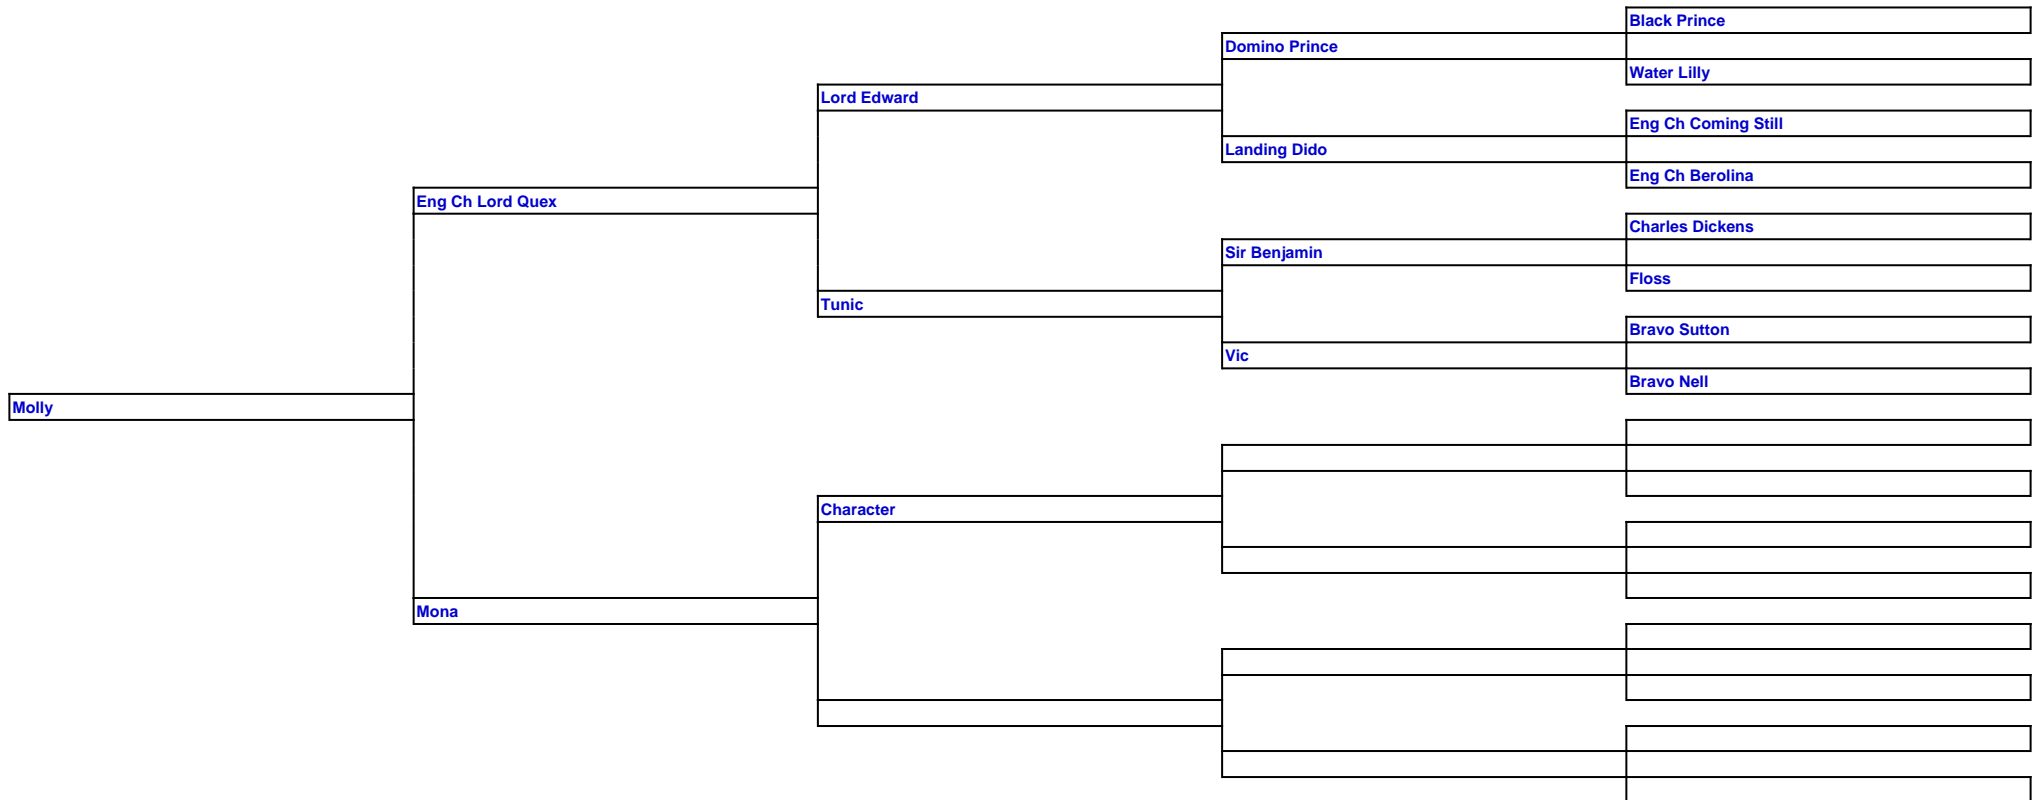 Black Prince
Domino Prince
Water Lilly
Lord Edward
Eng Ch Coming Still
Landing Dido
Eng Ch Berolina
Eng Ch Lord Quex
Charles Dickens
Sir Benjamin
Floss
Tunic
Bravo Sutton
Vic
Bravo Nell
Molly
Character
Mona